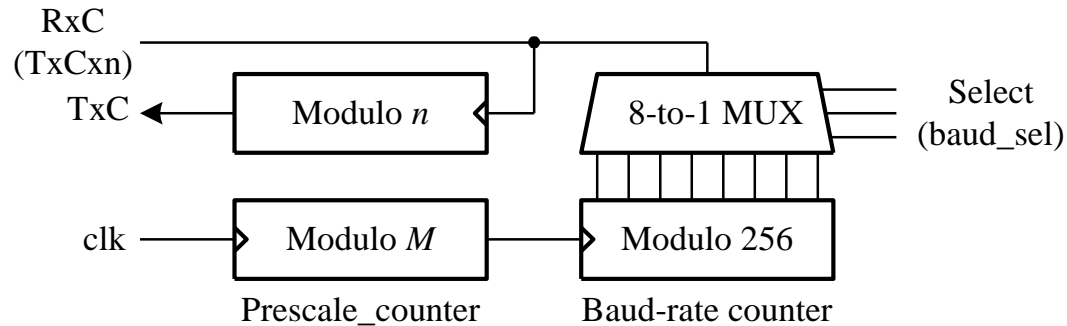 RxC
(TxCxn)
TxC
Modulo n
8-to-1 MUX
Select
(baud_sel)
clk
Modulo M
Modulo 256
Prescale_counter
Baud-rate counter